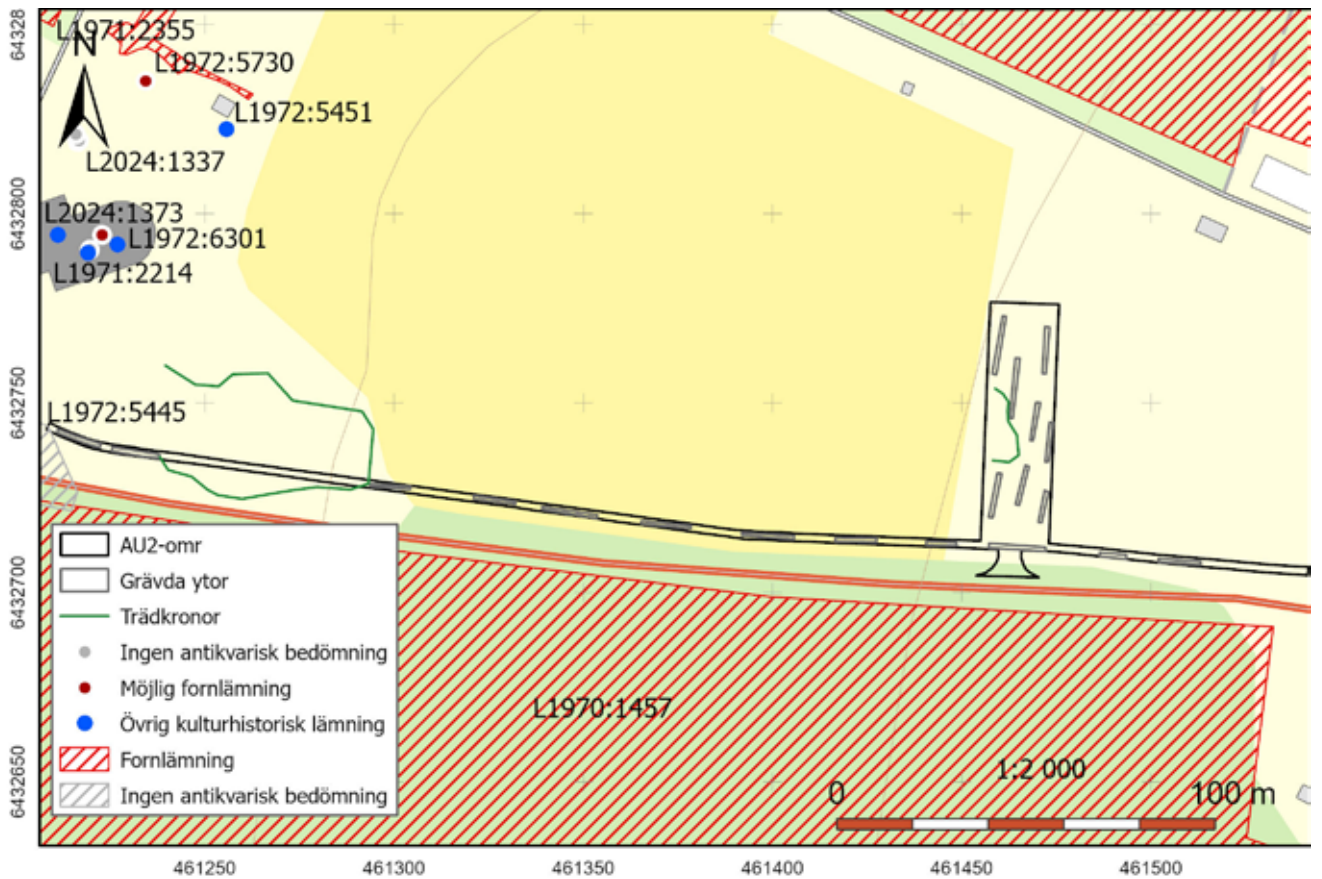 L1971:2355
N
L1972:5730
L1972:5451
L2024:1337
L2024:1373
L1972:6301
L1971:2214
L1972:5445
AU2-omr
Grävda ytor
Trädkronor
Ingen antikvarisk bedömning
Möjlig fornlämning
Övrig kulturhistorisk lämning
Fornlämning
Ingen antikvarisk bedömning
L1970:1457
1:2 000
0 100 m
64328
6432800
6432750
6432700
6432650
461250 461300 461350 461400 461450 461500